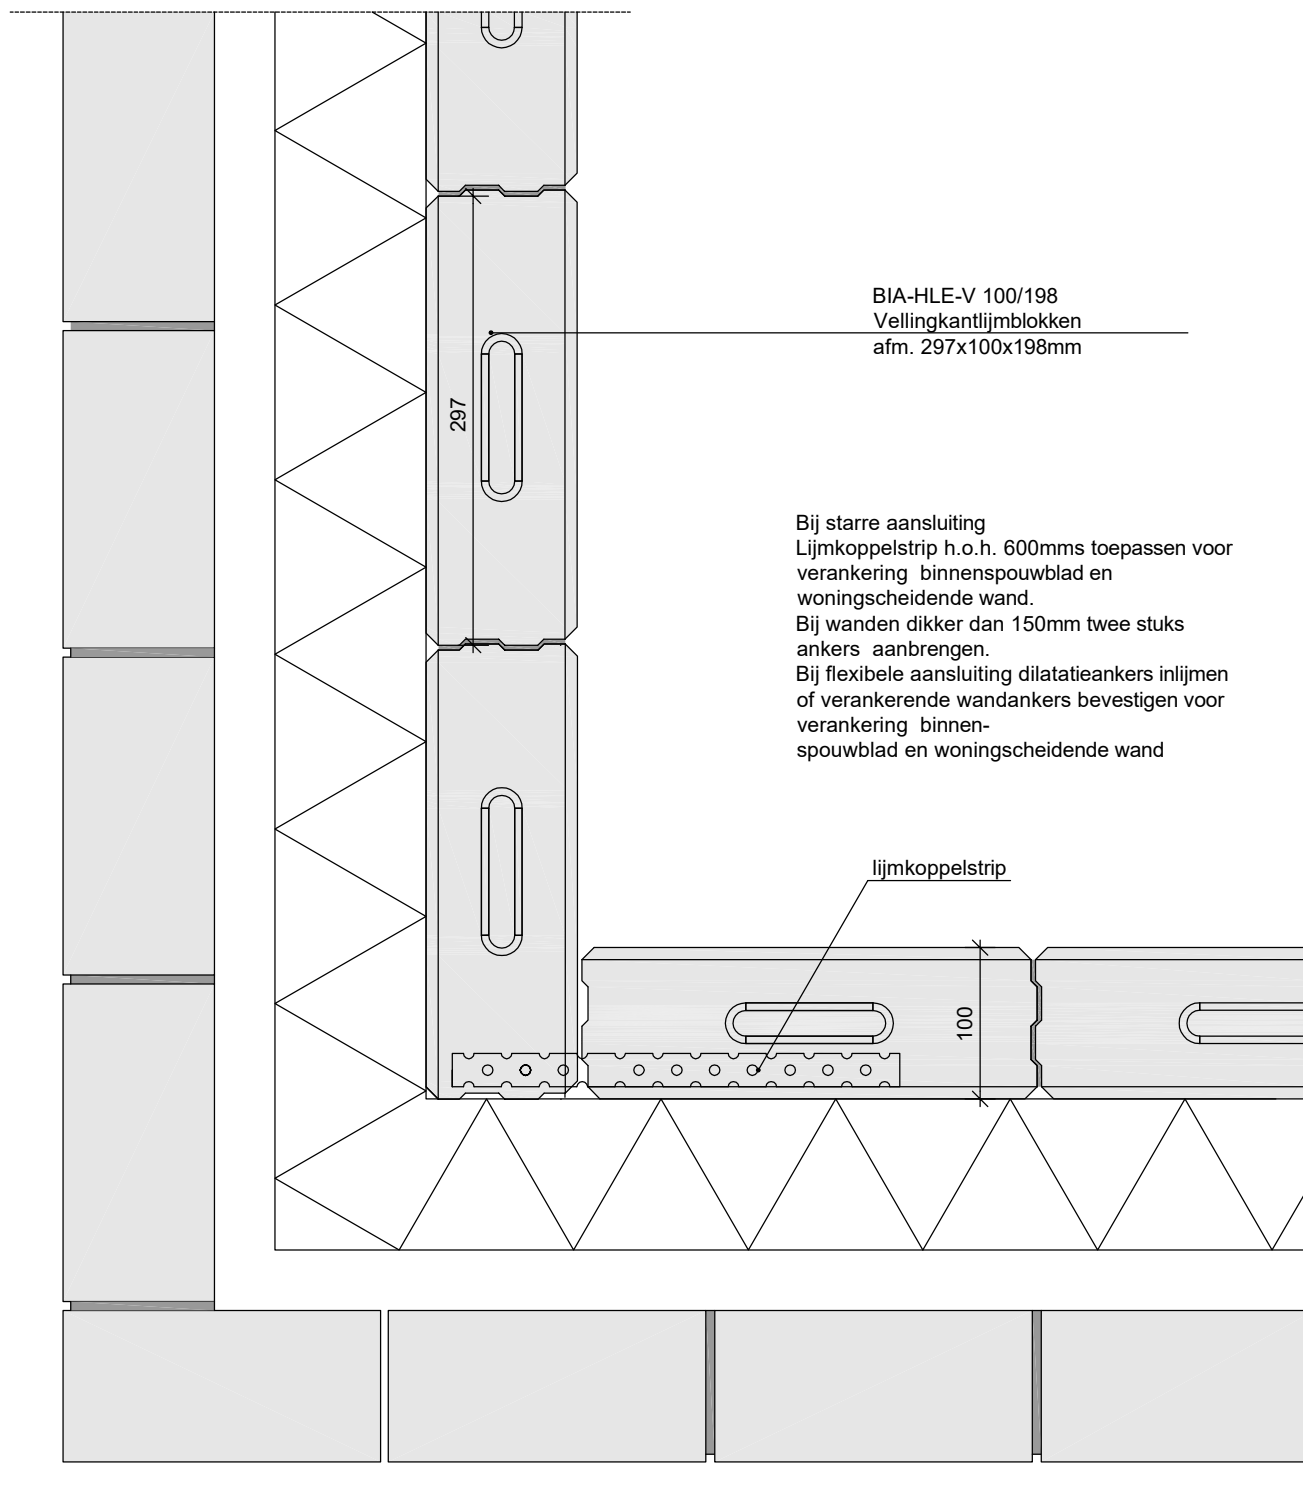 BIA-HLE-V 100/198
Vellingkantlijmblokken
afm. 297x100x198mm
297
Bij starre aansluiting
Lijmkoppelstrip h.o.h. 600mms toepassen voor
verankering binnenspouwblad en
woningscheidende wand.
Bij wanden dikker dan 150mm twee stuks
ankers aanbrengen.
Bij flexibele aansluiting dilatatieankers inlijmen
of verankerende wandankers bevestigen voor
verankering binnen-
spouwblad en woningscheidende wand
lijmkoppelstrip
100